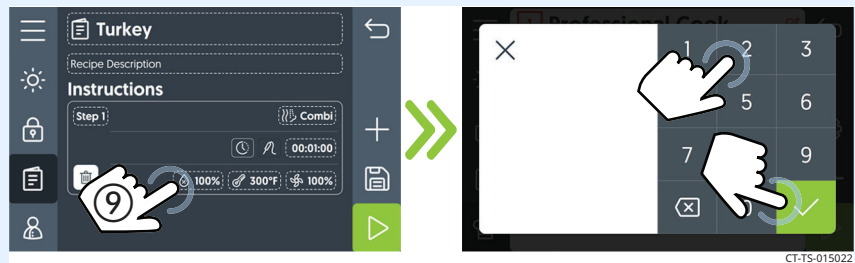 Turkey
Recipe Description
Instructions
Step 1 Combi
00:01:00
100% 300°F 100%
9
Professional Cook
1 2 3
5 6
7 9
0
CT-TS-015022